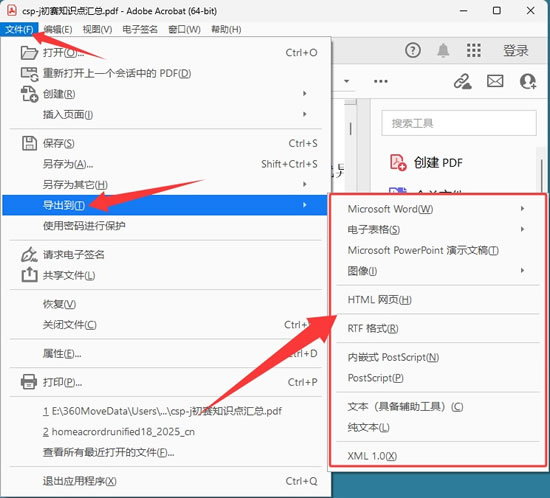 csp-j初赛知识点汇总.pdf - Adobe Acrobat (64-bit)
文件(F) 编辑(E) 视图(V) 电子签名 窗口(W) 帮助(H)
登录
打开(O)... Ctrl+O
重新打开上一个会话中的 PDF(D)
创建(R)
插入页面(I)
保存(S) Ctrl+S
另存为(A)... Shift+Ctrl+S
另存为其它(H)
导出到(T)
使用密码进行保护
请求电子签名
共享文件(L)
恢复(V)
关闭文件(C)
属性(E)... Ctrl+D
打印(P)... Ctrl+P
1 E:\360MoveData\Users\...\csp-j初赛知识点汇总.pdf
2 homeacrordrunified18_2025_cn
查看所有最近打开的文件(F)...
退出应用程序(X) Ctrl+Q
搜索工具
创建 PDF
Microsoft Word(W)
电子表格(S)
Microsoft PowerPoint 演示文稿(T)
图像(I)
HTML 网页(H)
RTF 格式(R)
内嵌式 PostScript(N)
PostScript(P)
文本（具备辅助工具）(C)
纯文本(L)
XML 1.0(X)